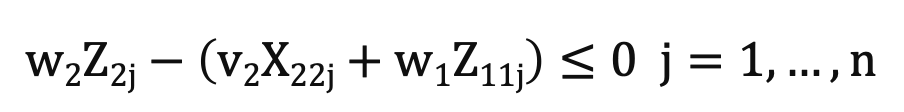 w₂Z₂ⱼ − (v₂X₂₂ⱼ + w₁Z₁₁ⱼ) ≤ 0 j = 1, … , n